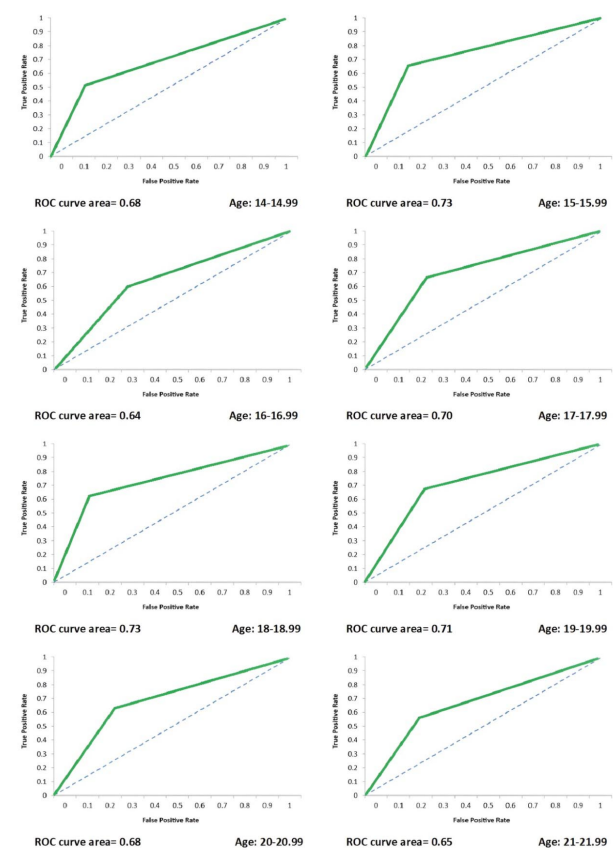 True Positive Rate
1
0.9
0.8
0.7
0.6
0.5
0.4
0.3
0.2
0.1
0
0 0.1 0.2 0.3 0.4 0.5 0.6 0.7 0.8 0.9 1
False Positive Rate
ROC curve area= 0.68 Age: 14-14.99
True Positive Rate
1
0.9
0.8
0.7
0.6
0.5
0.4
0.3
0.2
0.1
0
0 0.1 0.2 0.3 0.4 0.5 0.6 0.7 0.8 0.9 1
False Positive Rate
ROC curve area= 0.73 Age: 15-15.99
True Positive Rate
1
0.9
0.8
0.7
0.6
0.5
0.4
0.3
0.2
0.1
0
0 0.1 0.2 0.3 0.4 0.5 0.6 0.7 0.8 0.9 1
False Positive Rate
ROC curve area= 0.64 Age: 16-16.99
True Positive Rate
1
0.9
0.8
0.7
0.6
0.5
0.4
0.3
0.2
0.1
0
0 0.1 0.2 0.3 0.4 0.5 0.6 0.7 0.8 0.9 1
False Positive Rate
ROC curve area= 0.70 Age: 17-17.99
True Positive Rate
1
0.9
0.8
0.7
0.6
0.5
0.4
0.3
0.2
0.1
0
0 0.1 0.2 0.3 0.4 0.5 0.6 0.7 0.8 0.9 1
False Positive Rate
ROC curve area= 0.73 Age: 18-18.99
True Positive Rate
1
0.9
0.8
0.7
0.6
0.5
0.4
0.3
0.2
0.1
0
0 0.1 0.2 0.3 0.4 0.5 0.6 0.7 0.8 0.9 1
False Positive Rate
ROC curve area= 0.71 Age: 19-19.99
True Positive Rate
1
0.9
0.8
0.7
0.6
0.5
0.4
0.3
0.2
0.1
0
0 0.1 0.2 0.3 0.4 0.5 0.6 0.7 0.8 0.9 1
False Positive Rate
ROC curve area= 0.68 Age: 20-20.99
True Positive Rate
1
0.9
0.8
0.7
0.6
0.5
0.4
0.3
0.2
0.1
0
0 0.1 0.2 0.3 0.4 0.5 0.6 0.7 0.8 0.9 1
False Positive Rate
ROC curve area= 0.65 Age: 21-21.99